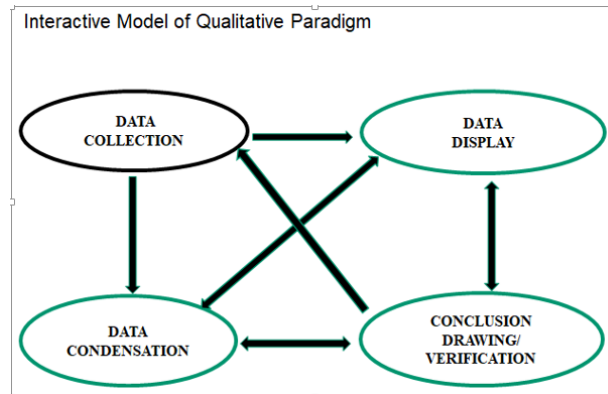 Interactive Model of Qualitative Paradigm
DATA
COLLECTION
DATA
DISPLAY
DATA
CONDENSATION
CONCLUSION
DRAWING/
VERIFICATION